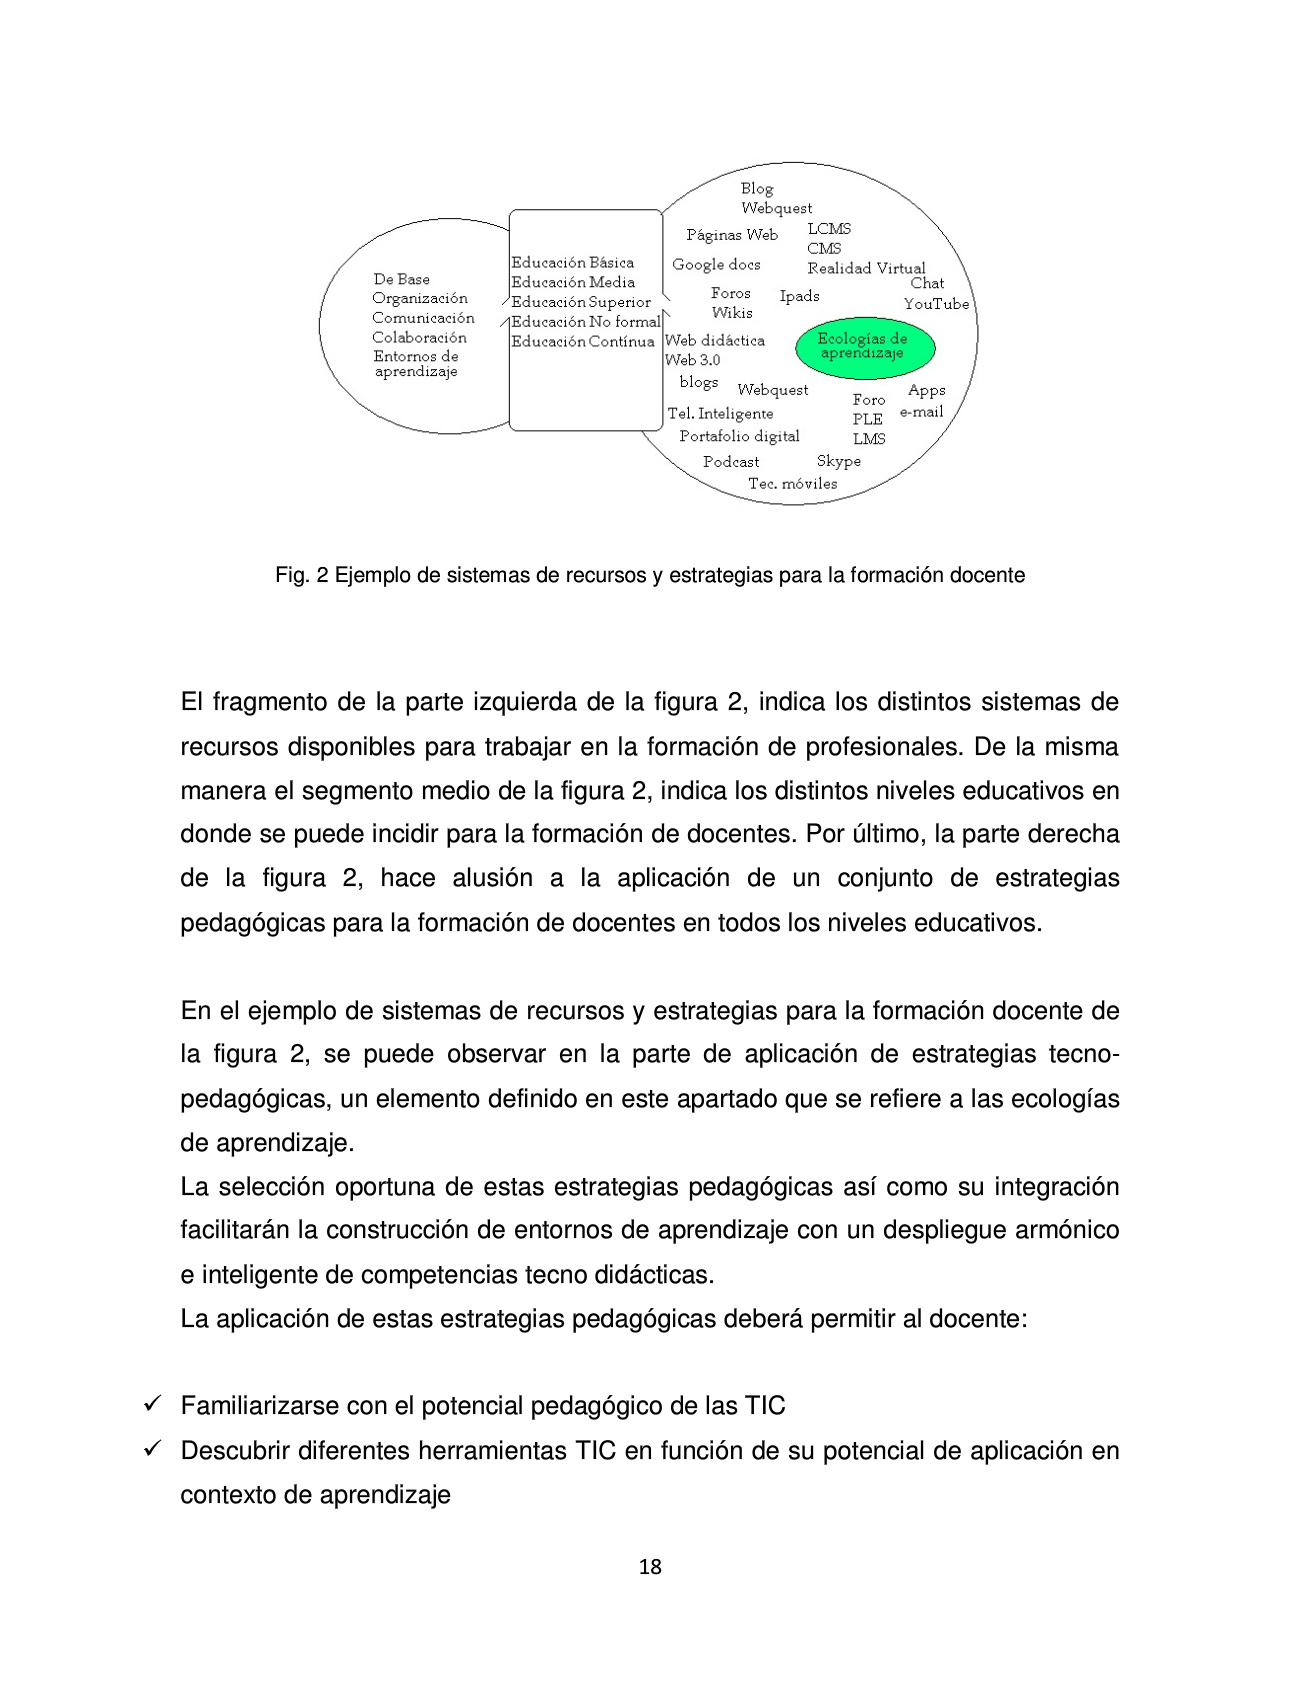 De Base
Organización
Comunicación
Colaboración
Entornos de
aprendizaje
Educación Básica
Educación Media
Educación Superior
Educación No formal
Educación Contínua
Blog
Webquest
Páginas Web
LCMS
CMS
Realidad Virtual
Google docs
Chat
YouTube
Foros
Wikis
Ipads
Web didáctica
Web 3.0
Ecologías de
aprendizaje
blogs
Webquest
Apps
e-mail
Foro
PLE
LMS
Tel. Inteligente
Portafolio digital
Podcast
Skype
Tec. móviles
Fig. 2 Ejemplo de sistemas de recursos y estrategias para la formación docente
El fragmento de la parte izquierda de la figura 2, indica los distintos sistemas de
recursos disponibles para trabajar en la formación de profesionales. De la misma
manera el segmento medio de la figura 2, indica los distintos niveles educativos en
donde se puede incidir para la formación de docentes. Por último, la parte derecha
de la figura 2, hace alusión a la aplicación de un conjunto de estrategias
pedagógicas para la formación de docentes en todos los niveles educativos.
En el ejemplo de sistemas de recursos y estrategias para la formación docente de
la figura 2, se puede observar en la parte de aplicación de estrategias tecno-
pedagógicas, un elemento definido en este apartado que se refiere a las ecologías
de aprendizaje.
La selección oportuna de estas estrategias pedagógicas así como su integración
facilitarán la construcción de entornos de aprendizaje con un despliegue armónico
e inteligente de competencias tecno didácticas.
La aplicación de estas estrategias pedagógicas deberá permitir al docente:
✓ Familiarizarse con el potencial pedagógico de las TIC
✓ Descubrir diferentes herramientas TIC en función de su potencial de aplicación en
contexto de aprendizaje
18